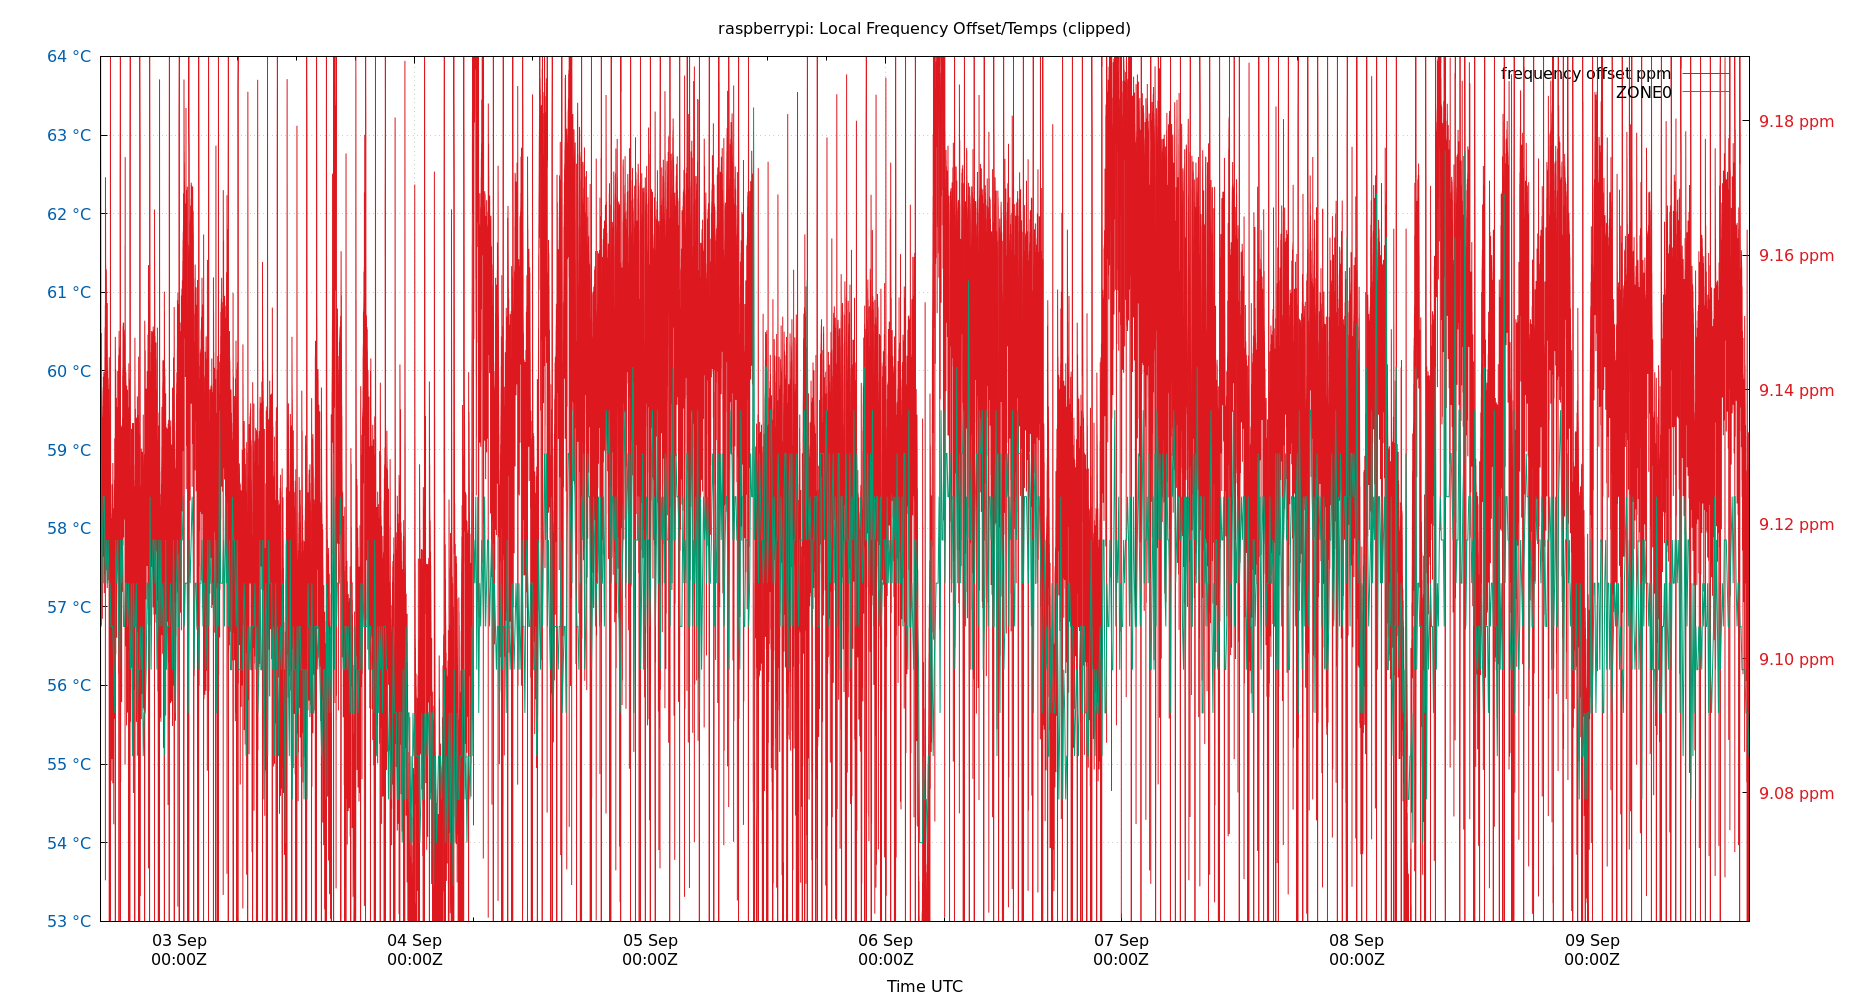 raspberrypi: Local Frequency Offset/Temps (clipped)
64 °C
63 °C
62 °C
61 °C
60 °C
59 °C
58 °C
57 °C
56 °C
55 °C
54 °C
53 °C
frequency offset ppm
ZONE0
9.18 ppm
9.16 ppm
9.14 ppm
9.12 ppm
9.10 ppm
9.08 ppm
03 Sep
00:00Z
04 Sep
00:00Z
05 Sep
00:00Z
06 Sep
00:00Z
07 Sep
00:00Z
08 Sep
00:00Z
09 Sep
00:00Z
Time UTC